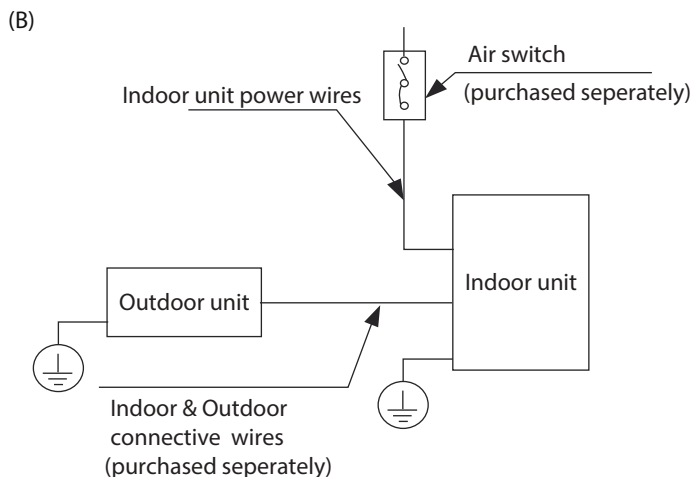 (B)
Air switch
(purchased seperately)
Indoor unit power wires
Indoor unit
Outdoor unit
Indoor & Outdoor
connective wires
(purchased seperately)